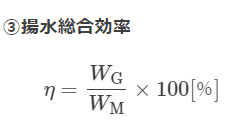 ③揚水総合効率
η = W_G / W_M × 100[%]